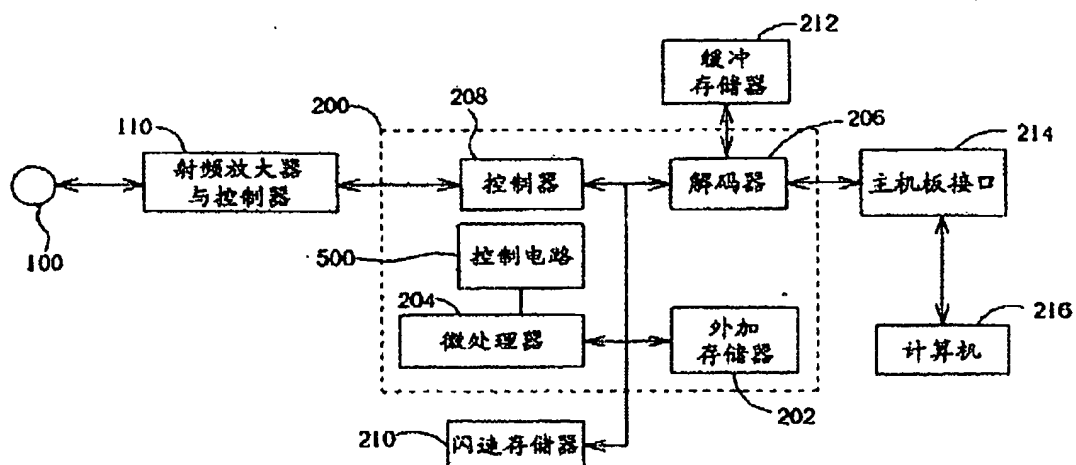 212
缓冲
存储器
208
200
206
110
214
射频放大器
与控制器
控制器
解码器
主机板接口
100
500
控制电路
204
微处理器
外加
存储器
216
计算机
202
210
闪速存储器